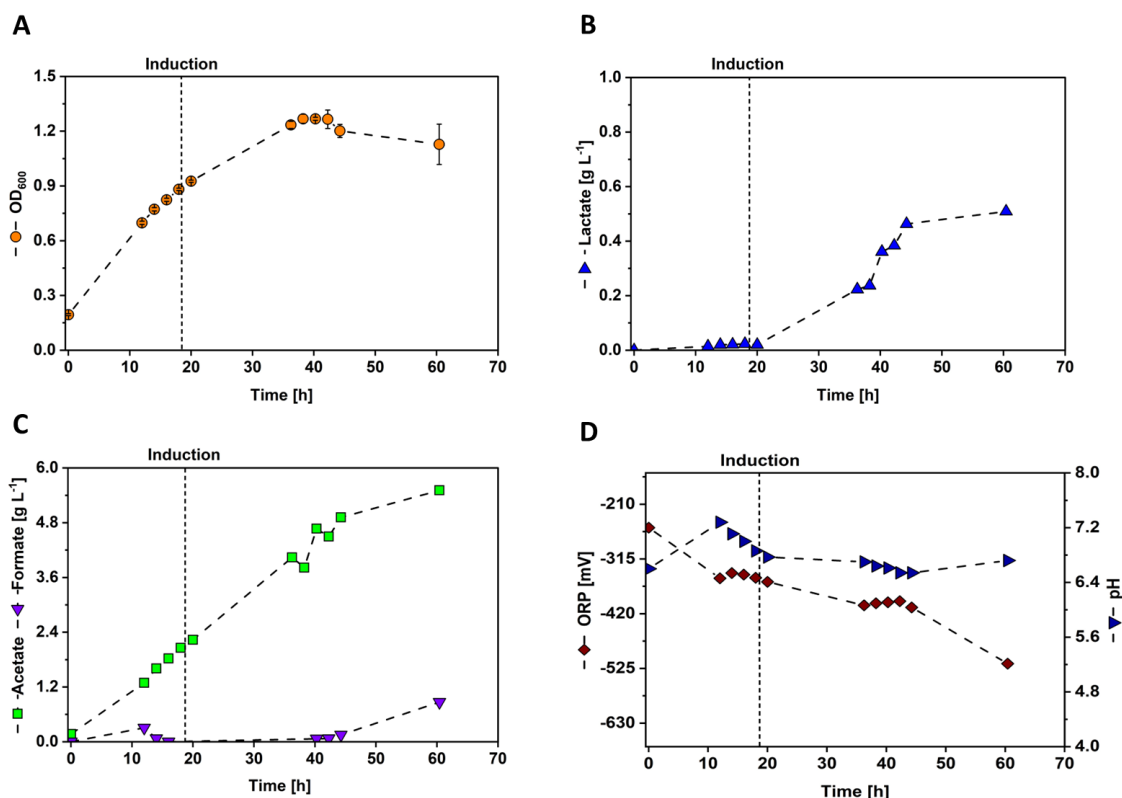 A
Induction
1.5
1.2
0.9
0.6
0.3
0.0
0 10 20 30 40 50 60 70
Time [h]
OD600
B
Induction
1.0
0.8
0.6
0.4
0.2
0.0
0 10 20 30 40 50 60 70
Time [h]
Lactate [g L-1]
C
Induction
6.0
4.8
3.6
2.4
1.2
0.0
0 10 20 30 40 50 60 70
Time [h]
Acetate Formate [g L-1]
D
Induction
-210
-315
-420
-525
-630
8.0
7.2
6.4
5.6
4.8
4.0
0 10 20 30 40 50 60 70
Time [h]
ORP [mV]
pH